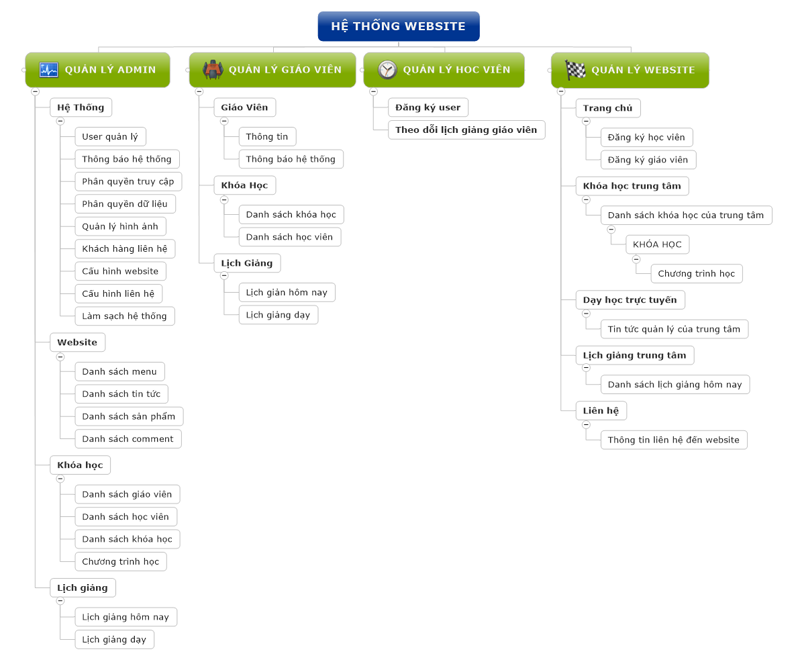 HỆ THỐNG WEBSITE
QUẢN LÝ ADMIN
Hệ Thống
User quản lý
Thông báo hệ thống
Phân quyền truy cập
Phân quyền dữ liệu
Quản lý hình ảnh
Khách hàng liên hệ
Cấu hình website
Cấu hình liên hệ
Làm sạch hệ thống
Website
Danh sách menu
Danh sách tin tức
Danh sách sản phẩm
Danh sách comment
Khóa học
Danh sách giáo viên
Danh sách học viên
Danh sách khóa học
Chương trình học
Lịch giảng
Lịch giảng hôm nay
Lịch giảng dạy
QUẢN LÝ GIÁO VIÊN
Giáo Viên
Thông tin
Thông báo hệ thống
Khóa Học
Danh sách khóa học
Danh sách học viên
Lịch Giảng
Lịch giản hôm nay
Lịch giảng dạy
QUẢN LÝ HỌC VIÊN
Đăng ký user
Theo dõi lịch giảng giáo viên
QUẢN LÝ WEBSITE
Trang chủ
Đăng ký học viên
Đăng ký giáo viên
Khóa học trung tâm
Danh sách khóa học của trung tâm
KHÓA HỌC
Chương trình học
Dạy học trực tuyến
Tin tức quản lý của trung tâm
Lịch giảng trung tâm
Danh sách lịch giảng hôm nay
Liên hệ
Thông tin liên hệ đến website